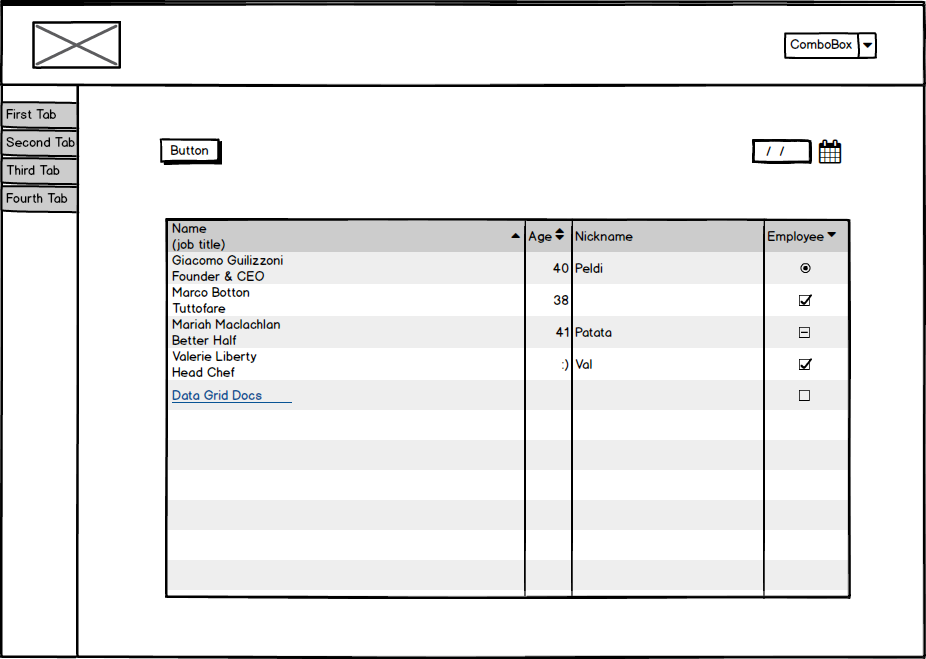 ComboBox
First Tab
Second Tab
Third Tab
Fourth Tab
Button
/ /
Name
(job title)
Age
Nickname
Employee
Giacomo Guilizzoni
Founder & CEO
40
Peldi
Marco Botton
Tuttofare
38
Mariah Maclachlan
Better Half
41
Patata
Valerie Liberty
Head Chef
:)
Val
Data Grid Docs